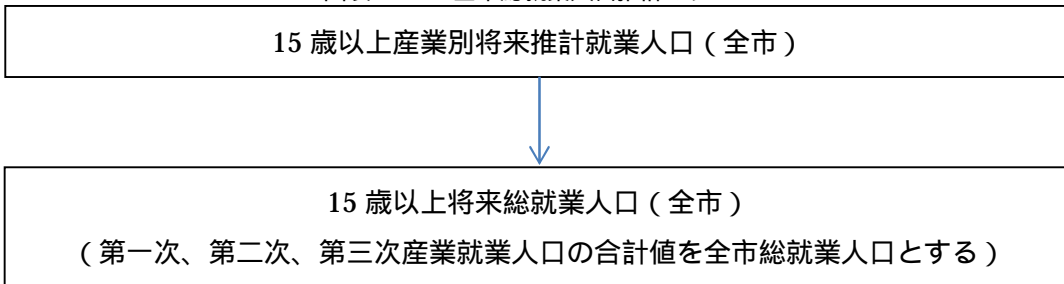 15 歳以上産業別将来推計就業人口（全市）
15 歳以上将来総就業人口（全市）
（第一次、第二次、第三次産業就業人口の合計値を全市総就業人口とする）